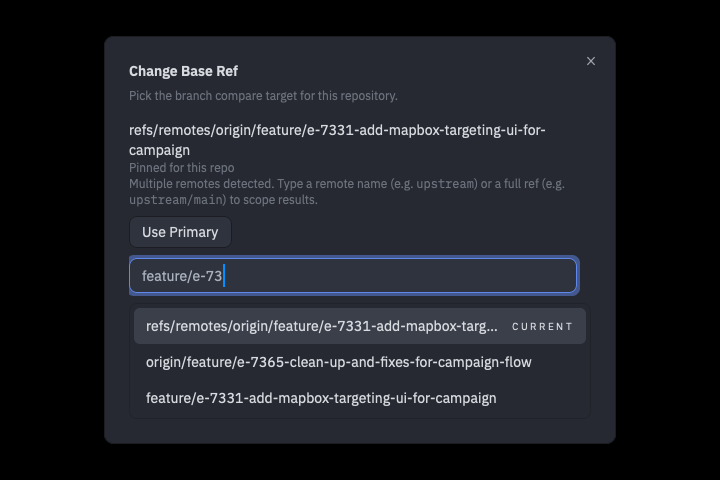 Change Base Ref
Pick the branch compare target for this repository.
refs/remotes/origin/feature/e-7331-add-mapbox-targeting-ui-for-
campaign
Pinned for this repo
Multiple remotes detected. Type a remote name (e.g. upstream) or a full ref (e.g.
upstream/main) to scope results.
Use Primary
feature/e-73
refs/remotes/origin/feature/e-7331-add-mapbox-targ... CURRENT
origin/feature/e-7365-clean-up-and-fixes-for-campaign-flow
feature/e-7331-add-mapbox-targeting-ui-for-campaign